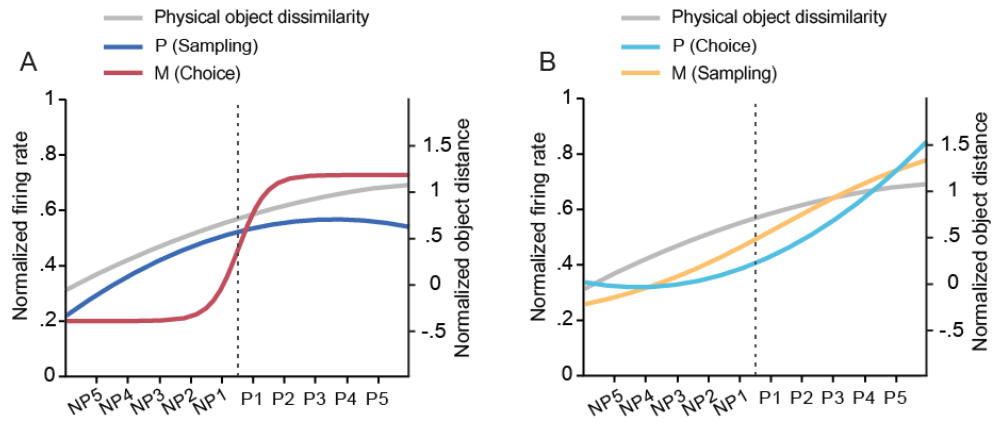 Physical object dissimilarity
P (Sampling)
M (Choice)
A
Normalized firing rate
1
.8
.6
.4
.2
0
1.5
1
.5
0
-.5
Normalized object distance
NP5 NP4 NP3 NP2 NP1 P1 P2 P3 P4 P5
Physical object dissimilarity
P (Choice)
M (Sampling)
B
Normalized firing rate
1
.8
.6
.4
.2
0
1.5
1
.5
0
-.5
Normalized object distance
NP5 NP4 NP3 NP2 NP1 P1 P2 P3 P4 P5